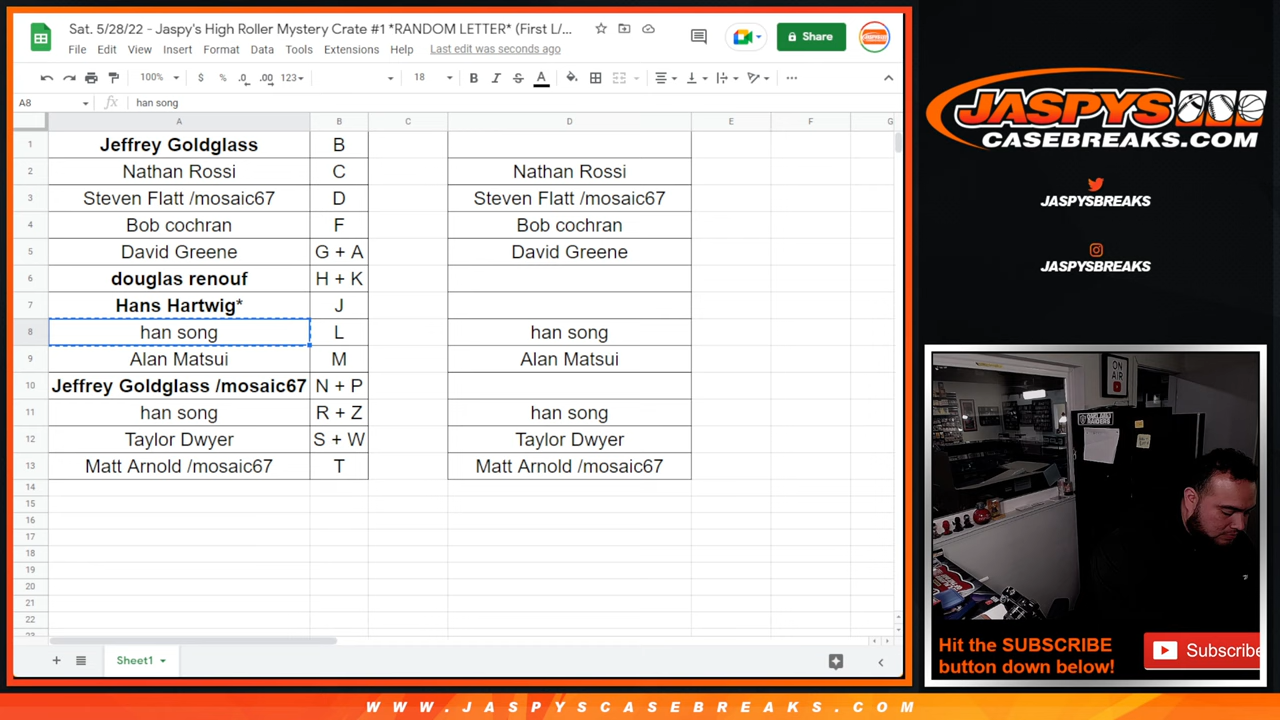 Sat. 5/28/22 - Jaspy's High Roller Mystery Crate #1 *RANDOM LETTER* (First L/...
File Edit View Insert Format Data Tools Extensions Help Last edit was seconds ago
Share
100% $ % .0 .00 123 18 B I S A
A8 fx han song
A B C D E F G
1 Jeffrey Goldglass B
2 Nathan Rossi C Nathan Rossi
3 Steven Flatt /mosaic67 D Steven Flatt /mosaic67
4 Bob cochran F Bob cochran
5 David Greene G + A David Greene
6 douglas renouf H + K
7 Hans Hartwig* J
8 han song L han song
9 Alan Matsui M Alan Matsui
10 Jeffrey Goldglass /mosaic67 N + P
11 han song R + Z han song
12 Taylor Dwyer S + W Taylor Dwyer
13 Matt Arnold /mosaic67 T Matt Arnold /mosaic67
14
15
16
17
18
19
20
21
22
23
Sheet1
JASPYS
CASEBREAKS.COM
JASPYSBREAKS
JASPYSBREAKS
ON
AIR
Hit the SUBSCRIBE
button down below!
Subscribe
WWW.JASPYSCASEBREAKS.COM